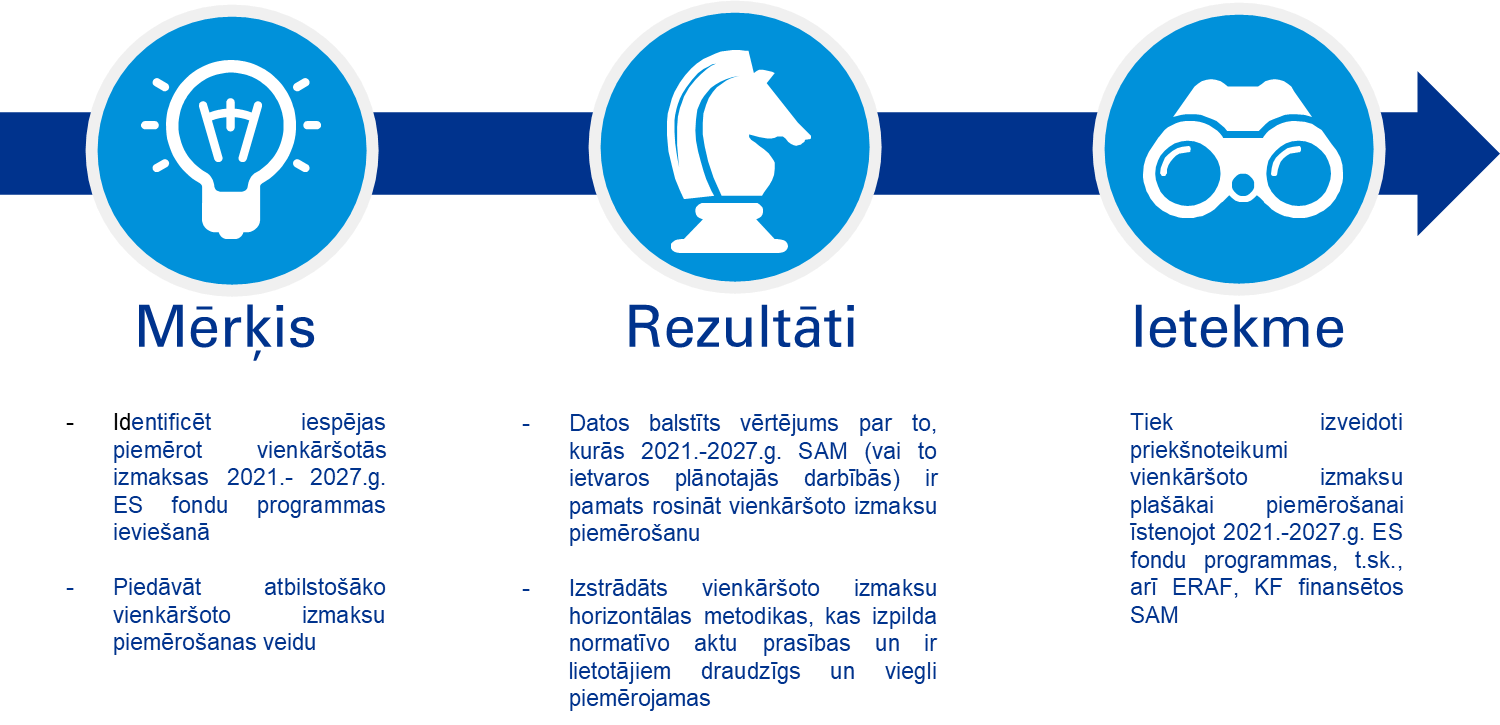 Mērķis
- Identificēt iespējas
piemērot vienkāršotās
izmaksas 2021.- 2027.g.
ES fondu programmas
ieviešanā
- Piedāvāt atbilstošāko
vienkāršoto izmaksu
piemērošanas veidu
Rezultāti
- Datos balstīts vērtējums par to,
kurās 2021.-2027.g. SAM (vai to
ietvaros plānotajās darbībās) ir
pamats rosināt vienkāršoto izmaksu
piemērošanu
- Izstrādāts vienkāršoto izmaksu
horizontālas metodikas, kas izpilda
normatīvo aktu prasības un ir
lietotājiem draudzīgs un viegli
piemērojamas
Ietekme
Tiek izveidoti
priekšnoteikumi
vienkāršoto izmaksu
plašākai piemērošanai
īstenojot 2021.-2027.g. ES
fondu programmas, t.sk.,
arī ERAF, KF finansētos
SAM